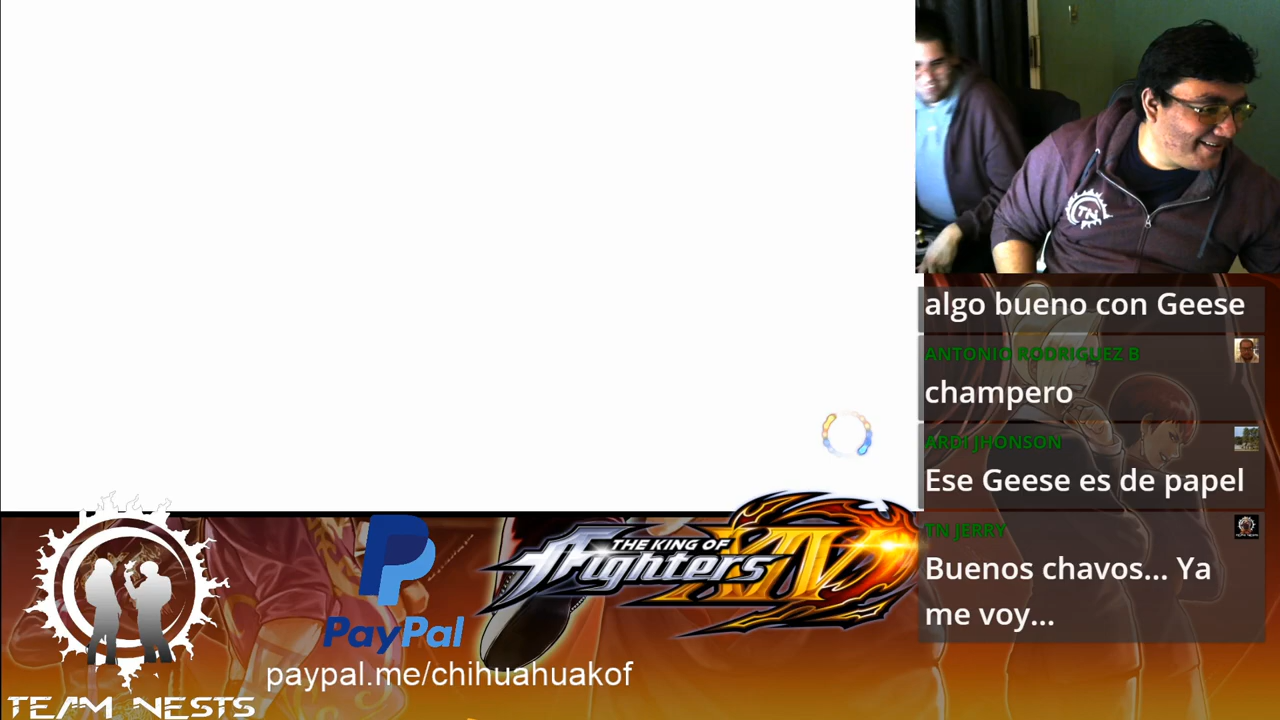 TN
algo bueno con Geese
ANTONIO RODRIGUEZ B
champero
ARDI JHONSON
Ese Geese es de papel
TN JERRY
Buenos chavos... Ya
me voy...
THE KING OF
Fighters XIV
PayPal
paypal.me/chihuahuakof
TEAM NESTS